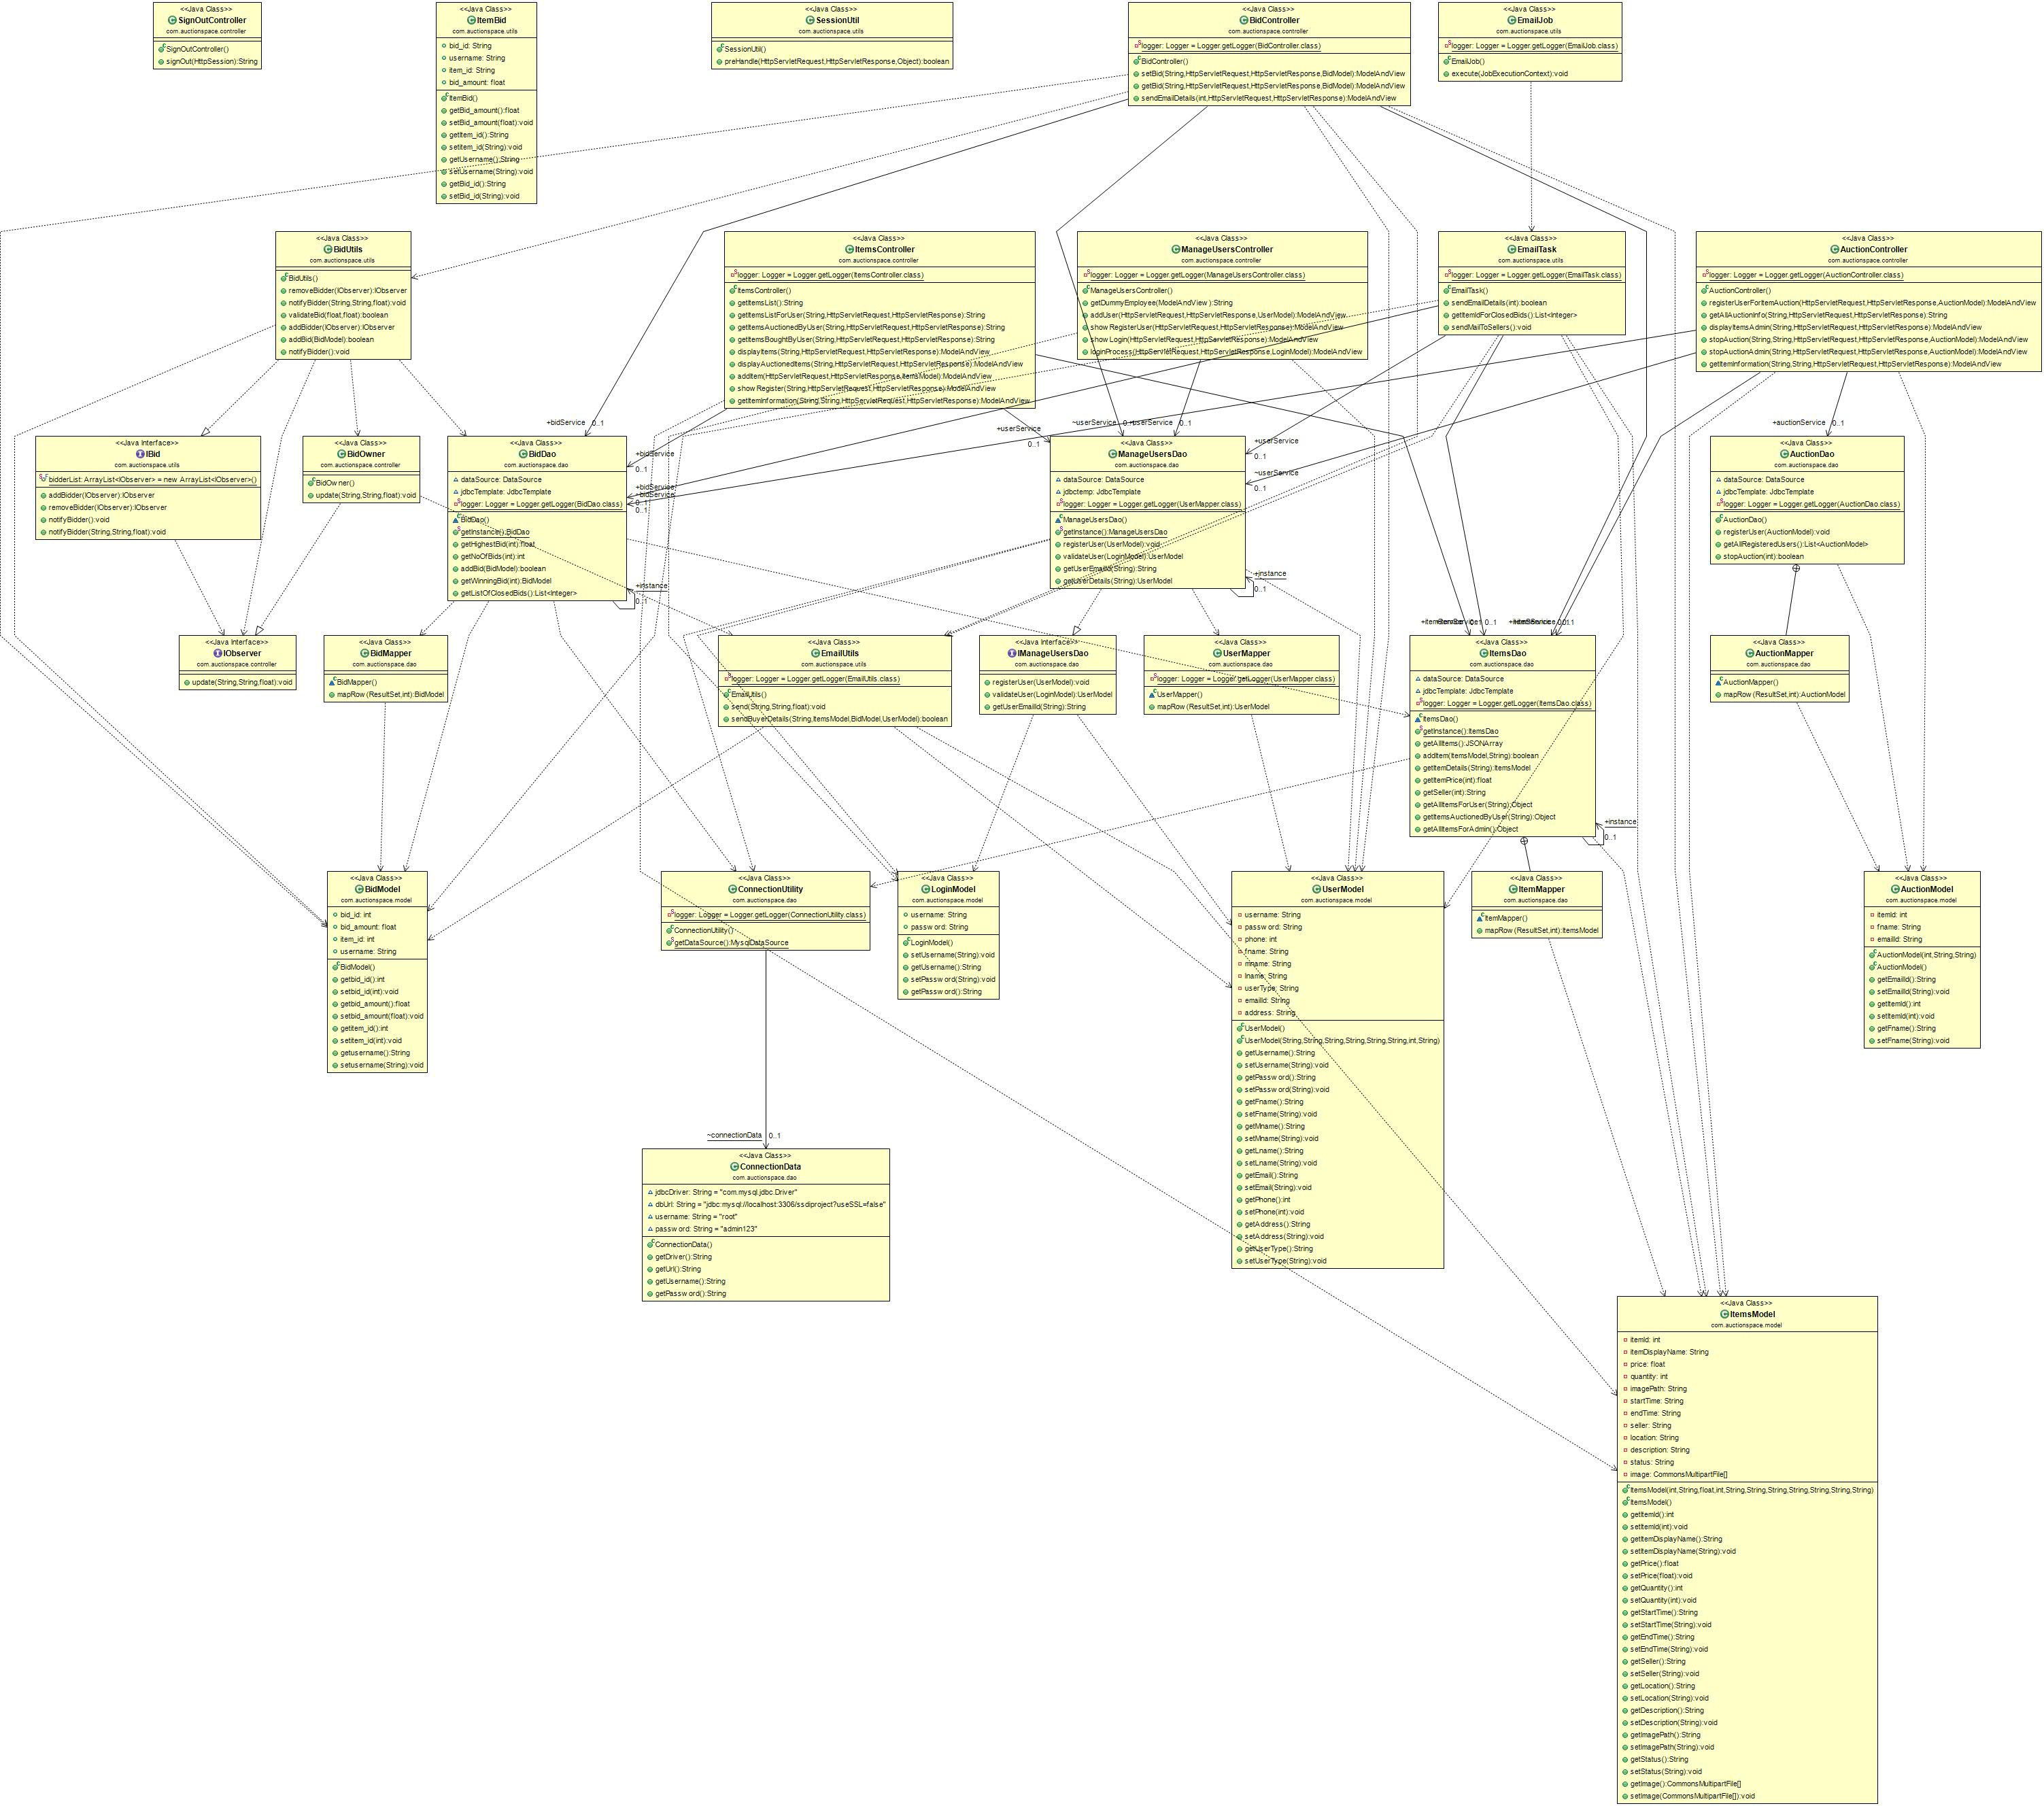 <<Java Class>>
SignOutController
com.auctionspace.controller
SignOutController()
signOut(HttpSession):String
<<Java Class>>
ItemBid
com.auctionspace.utils
bid_id: String
username: String
item_id: String
bid_amount: float
ItemBid()
getBid_amount():float
setBid_amount(float):void
getItem_id():String
setItem_id(String):void
getUsername():String
setUsername(String):void
getBid_id():String
setBid_id(String):void
<<Java Class>>
SessionUtil
com.auctionspace.utils
SessionUtil()
preHandle(HttpServletRequest,HttpServletResponse,Object):boolean
<<Java Class>>
BidController
com.auctionspace.controller
logger: Logger = Logger.getLogger(BidController.class)
BidController()
setBid(String,HttpServletRequest,HttpServletResponse,BidModel):ModelAndView
getBid(String,HttpServletRequest,HttpServletResponse,BidModel):ModelAndView
sendEmailDetails(int,HttpServletRequest,HttpServletResponse):ModelAndView
<<Java Class>>
EmailJob
com.auctionspace.utils
logger: Logger = Logger.getLogger(EmailJob.class)
EmailJob()
execute(JobExecutionContext):void
<<Java Class>>
BidUtils
com.auctionspace.utils
BidUtils()
removeBidder(IObserver):IObserver
notifyBidder(String,String,float):void
validateBid(float,float):boolean
addBidder(IObserver):IObserver
addBid(BidModel):boolean
notifyBidder():void
<<Java Class>>
ItemsController
com.auctionspace.controller
logger: Logger = Logger.getLogger(ItemsController.class)
ItemsController()
getItemsList():String
getItemsListForUser(String,HttpServletRequest,HttpServletResponse):String
getItemsAuctionedByUser(String,HttpServletRequest,HttpServletResponse):String
getItemsBoughtByUser(String,HttpServletRequest,HttpServletResponse):String
displayItems(String,HttpServletRequest,HttpServletResponse):ModelAndView
displayAuctionedItems(String,HttpServletRequest,HttpServletResponse):ModelAndView
addItem(HttpServletRequest,HttpServletResponse,ItemsModel):ModelAndView
showRegister(String,HttpServletRequest,HttpServletResponse):ModelAndView
getItemInformation(String,String,HttpServletRequest,HttpServletResponse):ModelAndView
<<Java Class>>
ManageUsersController
com.auctionspace.controller
logger: Logger = Logger.getLogger(ManageUsersController.class)
ManageUsersController()
getDummyEmployee(ModelAndView):String
addUser(HttpServletRequest,HttpServletResponse,UserModel):ModelAndView
showRegisterUser(HttpServletRequest,HttpServletResponse):ModelAndView
showLogin(HttpServletRequest,HttpServletResponse):ModelAndView
loginProcess(HttpServletRequest,HttpServletResponse,LoginModel):ModelAndView
<<Java Class>>
EmailTask
com.auctionspace.utils
logger: Logger = Logger.getLogger(EmailTask.class)
EmailTask()
sendEmailDetails(int):boolean
getItemIdForClosedBids():List<Integer>
sendMailToSellers():void
<<Java Class>>
AuctionController
com.auctionspace.controller
logger: Logger = Logger.getLogger(AuctionController.class)
AuctionController()
registerUserForItemAuction(HttpServletRequest,HttpServletResponse,AuctionModel):ModelAndView
getAllAuctionInfo(HttpServletRequest,HttpServletResponse):String
displayItemsAdmin(String,HttpServletRequest,HttpServletResponse):ModelAndView
stopAuction(String,String,HttpServletRequest,HttpServletResponse,AuctionModel):ModelAndView
stopAuctionAdmin(String,HttpServletRequest,HttpServletResponse,AuctionModel):ModelAndView
getItemInformation(String,String,HttpServletRequest,HttpServletResponse):ModelAndView
+bidService 0..1
+userService
0..1
~userService
+userService 0..1
+auctionService 0..1
<<Java Interface>>
IBid
com.auctionspace.utils
bidderList: ArrayList<IObserver> = new ArrayList<IObserver>()
addBidder(IObserver):IObserver
removeBidder(IObserver):IObserver
notifyBidder():void
notifyBidder(String,String,float):void
<<Java Class>>
BidOwner
com.auctionspace.controller
BidOwner()
update(String,String,float):void
<<Java Class>>
BidDao
com.auctionspace.dao
dataSource: DataSource
jdbcTemplate: JdbcTemplate
logger: Logger = Logger.getLogger(BidDao.class)
BidDao()
getInstance():BidDao
getHighestBid(int):float
getNoOfBids(int):int
addBid(BidModel):boolean
getWinningBid(int):BidModel
getListOfClosedBids():List<Integer>
+bidService
0..1
+bidService
+bidService
0..1
0..1
+instance
0..1
<<Java Class>>
ManageUsersDao
com.auctionspace.dao
dataSource: DataSource
jdbctemp: JdbcTemplate
logger: Logger = Logger.getLogger(UserMapper.class)
ManageUsersDao()
getInstance():ManageUsersDao
registerUser(UserModel):void
validateUser(LoginModel):UserModel
getUserEmailId(String):String
getUserDetails(String):UserModel
+userService
0..1
~userService
0..1
+instance
0..1
<<Java Class>>
AuctionDao
com.auctionspace.dao
dataSource: DataSource
jdbcTemplate: JdbcTemplate
logger: Logger = Logger.getLogger(AuctionDao.class)
AuctionDao()
registerUser(AuctionModel):void
getAllRegisteredUsers():List<AuctionModel>
stopAuction(int):boolean
<<Java Interface>>
IObserver
com.auctionspace.controller
update(String,String,float):void
<<Java Class>>
BidMapper
com.auctionspace.dao
BidMapper()
mapRow(ResultSet,int):BidModel
<<Java Class>>
EmailUtils
com.auctionspace.utils
logger: Logger = Logger.getLogger(EmailUtils.class)
EmailUtils()
send(String,String,float):void
sendBuyerDetails(String,ItemsModel,BidModel,UserModel):boolean
<<Java Interface>>
IManageUsersDao
com.auctionspace.dao
registerUser(UserModel):void
validateUser(LoginModel):UserModel
getUserEmailId(String):String
<<Java Class>>
UserMapper
com.auctionspace.dao
logger: Logger = Logger.getLogger(UserMapper.class)
UserMapper()
mapRow(ResultSet,int):UserModel
0..1
<<Java Class>>
ItemsDao
com.auctionspace.dao
dataSource: DataSource
jdbcTemplate: JdbcTemplate
logger: Logger = Logger.getLogger(ItemsDao.class)
ItemsDao()
getInstance():ItemsDao
getAllItems():JSONArray
addItem(ItemsModel,String):boolean
getItemDetails(String):ItemsModel
getItemPrice(int):float
getSeller(int):String
getAllItemsForUser(String):Object
getItemsAuctionedByUser(String):Object
getAllItemsForAdmin():Object
+instance
0..1
<<Java Class>>
AuctionMapper
com.auctionspace.dao
AuctionMapper()
mapRow(ResultSet,int):AuctionModel
<<Java Class>>
BidModel
com.auctionspace.model
bid_id: int
bid_amount: float
item_id: int
username: String
BidModel()
getbid_id():int
setbid_id(int):void
getbid_amount():float
setbid_amount(float):void
getitem_id():int
setitem_id(int):void
getusername():String
setusername(String):void
<<Java Class>>
ConnectionUtility
com.auctionspace.dao
logger: Logger = Logger.getLogger(ConnectionUtility.class)
ConnectionUtility()
getDataSource():MysqlDataSource
<<Java Class>>
LoginModel
com.auctionspace.model
username: String
password: String
LoginModel()
setUsername(String):void
getUsername():String
setPassword(String):void
getPassword():String
<<Java Class>>
UserModel
com.auctionspace.model
username: String
password: String
phone: int
fname: String
mname: String
lname: String
userType: String
emailId: String
address: String
UserModel()
UserModel(String,String,String,String,String,String,int,String)
getUsername():String
setUsername(String):void
getPassword():String
setPassword(String):void
getFname():String
setFname(String):void
getMname():String
setMname(String):void
getLname():String
setLname(String):void
getEmail():String
setEmail(String):void
getPhone():int
setPhone(int):void
getAddress():String
setAddress(String):void
getUserType():String
setUserType(String):void
<<Java Class>>
ItemMapper
com.auctionspace.dao
ItemMapper()
mapRow(ResultSet,int):ItemsModel
<<Java Class>>
AuctionModel
com.auctionspace.model
itemId: int
fname: String
emailId: String
AuctionModel(int,String,String)
AuctionModel()
getEmailId():String
setEmailId(String):void
getItemId():int
setItemId(int):void
getFname():String
setFname(String):void
~connectionData 0..1
<<Java Class>>
ConnectionData
com.auctionspace.dao
jdbcDriver: String = "com.mysql.jdbc.Driver"
dbUrl: String = "jdbc:mysql://localhost:3306/ssdiproject?useSSL=false"
username: String = "root"
password: String = "admin123"
ConnectionData()
getDriver():String
getUrl():String
getUsername():String
getPassword():String
<<Java Class>>
ItemsModel
com.auctionspace.model
itemId: int
itemDisplayName: String
price: float
quantity: int
imagePath: String
startTime: String
endTime: String
seller: String
location: String
description: String
status: String
image: CommonsMultipartFile[]
ItemsModel(int,String,float,int,String,String,String,String,String,String,String)
ItemsModel()
getItemId():int
setItemId(int):void
getItemDisplayName():String
setItemDisplayName(String):void
getPrice():float
setPrice(float):void
getQuantity():int
setQuantity(int):void
getStartTime():String
setStartTime(String):void
getEndTime():String
setEndTime(String):void
getSeller():String
setSeller(String):void
getLocation():String
setLocation(String):void
getDescription():String
setDescription(String):void
getImagePath():String
setImagePath(String):void
getStatus():String
setStatus(String):void
getImage():CommonsMultipartFile[]
setImage(CommonsMultipartFile[]):void